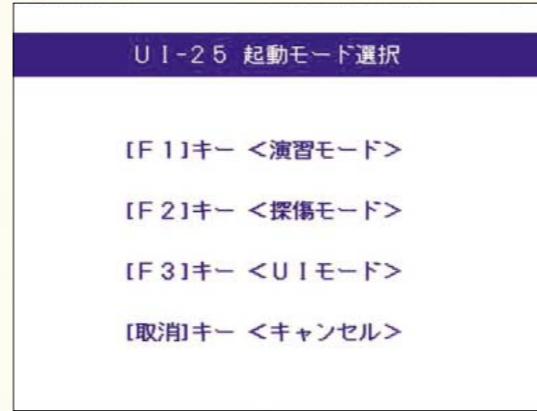 UI-25 起動モード選択
[F1]キー <演習モード>
[F2]キー <探傷モード>
[F3]キー <UIモード>
[取消]キー <キャンセル>